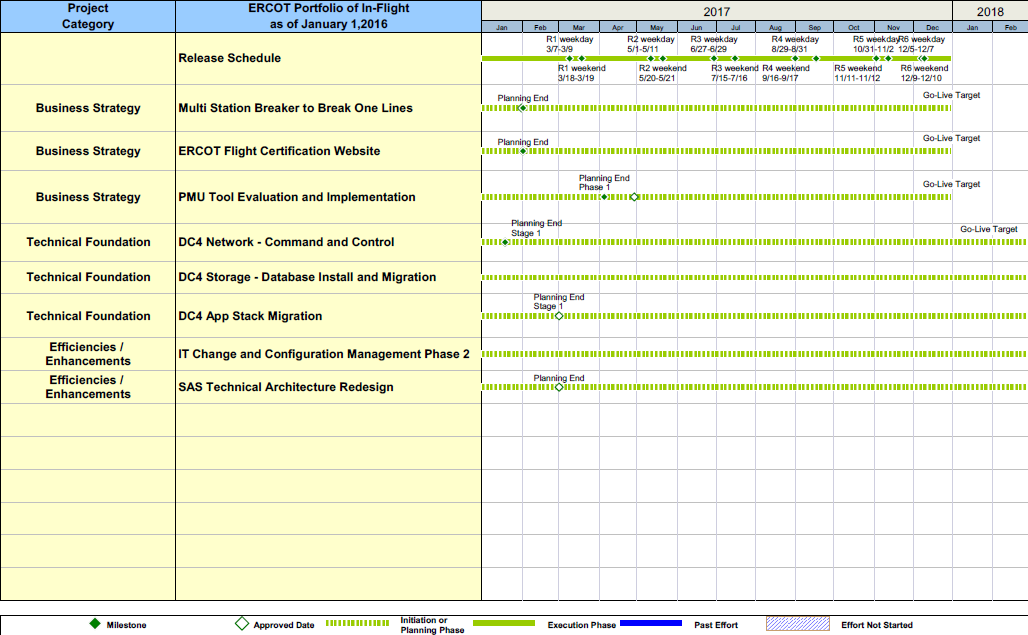 Project
Category
ERCOT Portfolio of In-Flight
as of January 1,2016
2017
2018
Jan Feb Mar Apr May Jun Jul Aug Sep Oct Nov Dec Jan Feb
Release Schedule
R1 weekday R2 weekday R3 weekday R4 weekday R5 weekday R6 weekday
3/7-3/9 5/1-5/11 6/27-6/29 8/29-8/31 10/31-11/2 12/5-12/7
R1 weekend R2 weekend R3 weekend R4 weekend R5 weekend R6 weekend
3/18-3/19 5/20-5/21 7/15-7/16 9/16-9/17 11/11-11/12 12/9-12/10
Business Strategy
Multi Station Breaker to Break One Lines
Planning End
Go-Live Target
Business Strategy
ERCOT Flight Certification Website
Planning End
Go-Live Target
Business Strategy
PMU Tool Evaluation and Implementation
Planning End
Phase 1
Go-Live Target
Technical Foundation
DC4 Network - Command and Control
Planning End
Stage 1
Go-Live Target
Technical Foundation
DC4 Storage - Database Install and Migration
Technical Foundation
DC4 App Stack Migration
Planning End
Stage 1
Efficiencies /
Enhancements
IT Change and Configuration Management Phase 2
Efficiencies /
Enhancements
SAS Technical Architecture Redesign
Planning End
Milestone
Approved Date
Initiation or
Planning Phase
Execution Phase
Past Effort
Effort Not Started